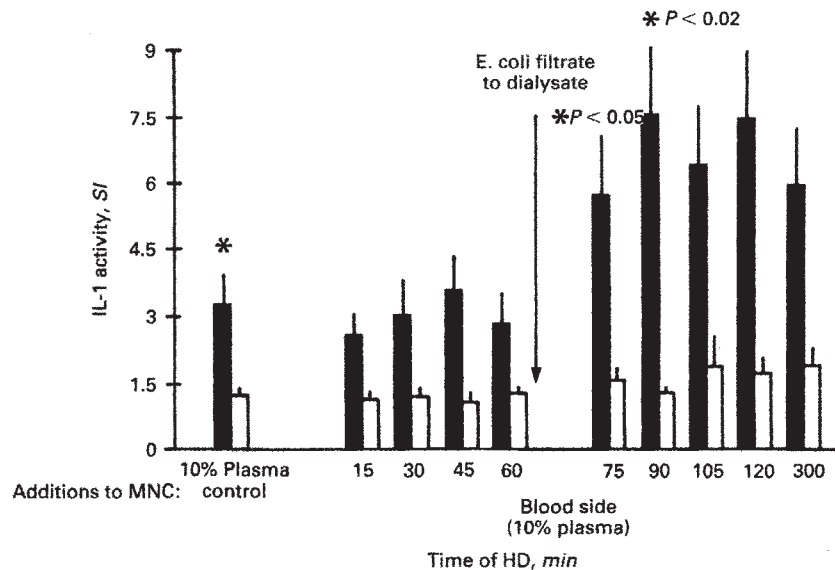 * P < 0.02
9
E. coli filtrate
to dialysate
7.5
*P < 0.05
6
IL-1 activity, SI
4.5
*
3
1.5
0
10% Plasma
control
15 30 45 60 75 90 105 120 300
Additions to MNC:
Blood side
(10% plasma)
Time of HD, min